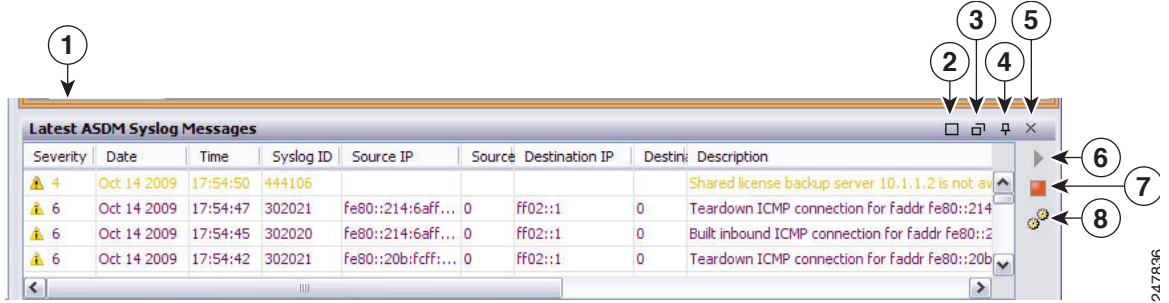 3 5
1 2 4
Latest ASDM Syslog Messages
Severity Date Time Syslog ID Source IP Source Destination IP Destina Description
4 Oct 14 2009 17:54:50 444106 Shared license backup server 10.1.1.2 is not av
6 Oct 14 2009 17:54:47 302021 fe80::214:6aff... 0 ff02::1 0 Teardown ICMP connection for faddr fe80::214
6 Oct 14 2009 17:54:45 302020 fe80::214:6aff... 0 ff02::1 0 Built inbound ICMP connection for faddr fe80::2
6 Oct 14 2009 17:54:42 302021 fe80::20b:fcff:... 0 ff02::1 0 Teardown ICMP connection for faddr fe80::20b
6
7
8
247836